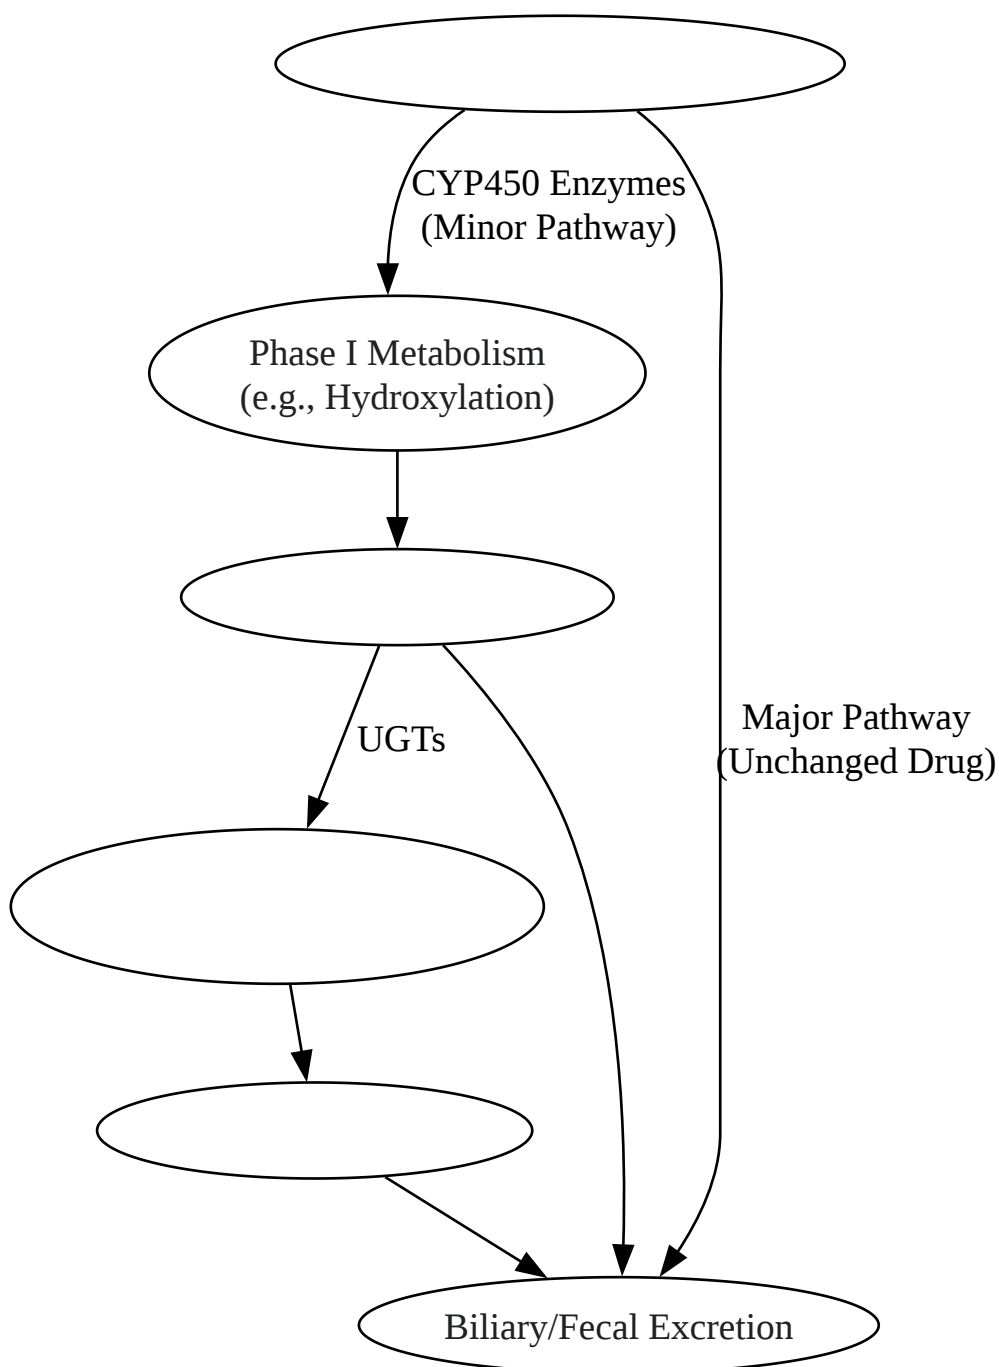 CYP450 Enzymes
(Minor Pathway)
Phase I Metabolism
(e.g., Hydroxylation)
UGTs
Major Pathway
(Unchanged Drug)
Biliary/Fecal Excretion